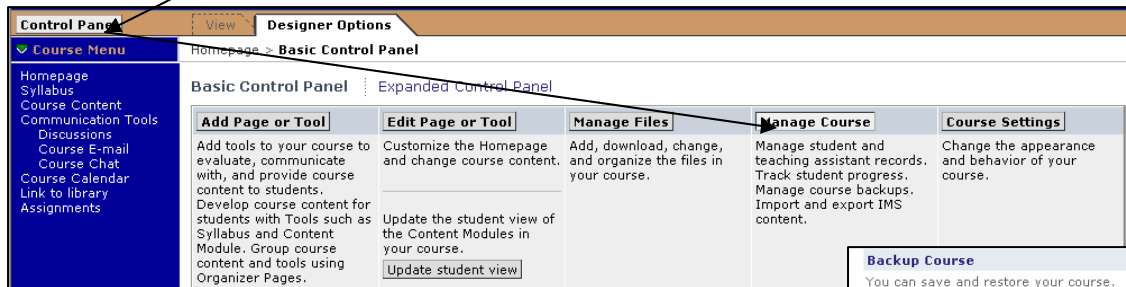 Control Panel
View
Designer Options
Course Menu
Homepage > Basic Control Panel
Homepage
Syllabus
Course Content
Communication Tools
Discussions
Course E-mail
Course Chat
Course Calendar
Link to library
Assignments
Basic Control Panel
Expanded Control Panel
Add Page or Tool
Add tools to your course to
evaluate, communicate
with, and provide course
content to students.
Develop course content for
students with Tools such as
Syllabus and Content
Module. Group course
content and tools using
Organizer Pages.
Edit Page or Tool
Customize the Homepage
and change course content.
Update the student view of
the Content Modules in
your course.
Update student view
Manage Files
Add, download, change,
and organize the files in
your course.
Manage Course
Manage student and
teaching assistant records.
Track student progress.
Manage course backups.
Import and export IMS
content.
Course Settings
Change the appearance
and behavior of your
course.
Backup Course
You can save and restore your course.